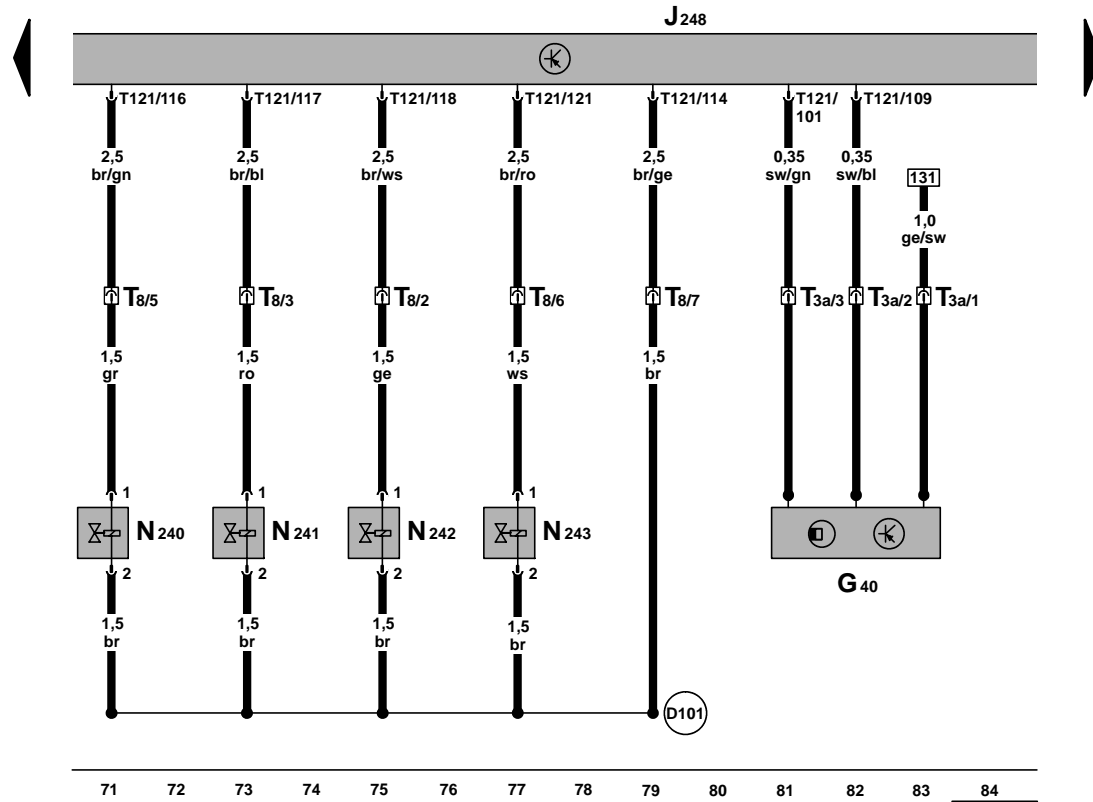 J248
T121/116 T121/117 T121/118 T121/121 T121/114 T121/ T121/109
101
2,5 2,5 2,5 2,5 2,5 0,35 0,35
br/gn br/bl br/ws br/ro br/ge sw/gn sw/bl 131
1,0
ge/sw
T8/5 T8/3 T8/2 T8/6 T8/7 T3a/3 T3a/2 T3a/1
1,5 1,5 1,5 1,5 1,5
gr ro ge ws br
1 1 1 1
N240 N241 N242 N243
2 2 2 2
G40
1,5 1,5 1,5 1,5
br br br br
D101
71 72 73 74 75 76 77 78 79 80 81 82 83 84